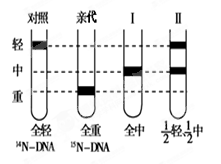 对照 亲代 Ⅰ Ⅱ
轻
中
重
全轻 全重 全中 1/2轻1/2中
¹⁴N-DNA ¹⁵N-DNA